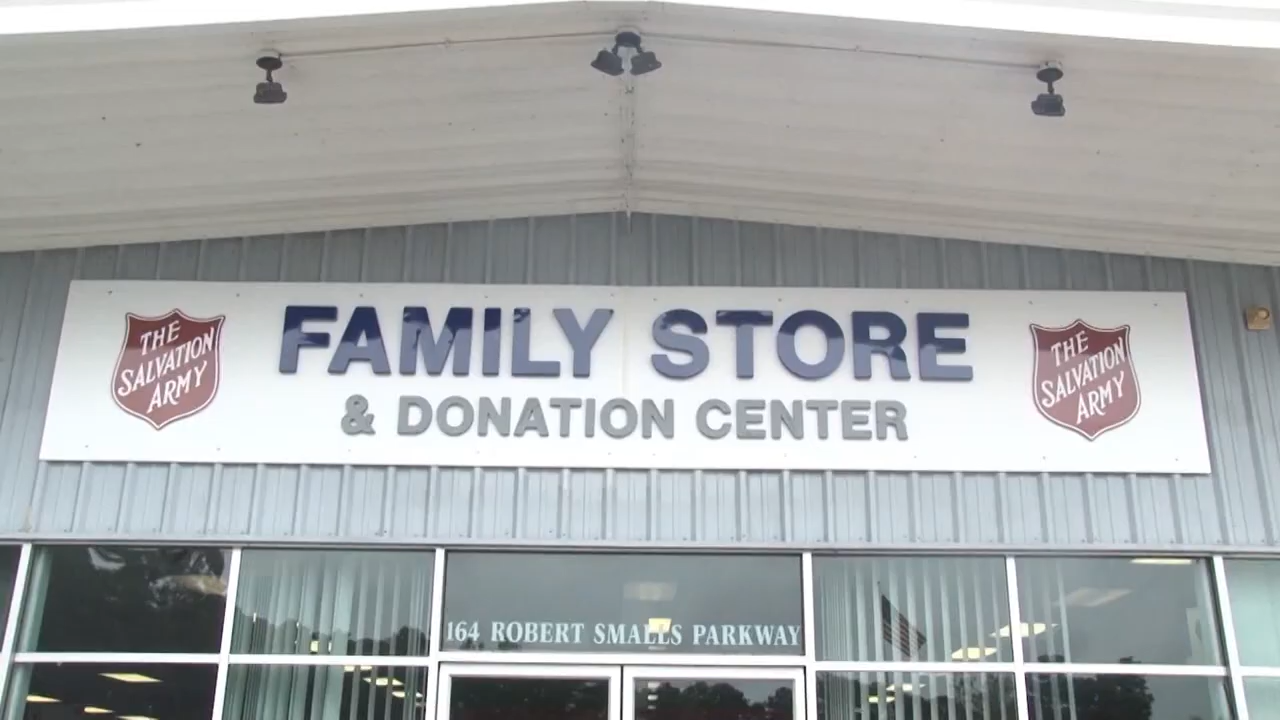 THE
SALVATION
ARMY
FAMILY STORE
& DONATION CENTER
THE
SALVATION
ARMY
164 ROBERT SMALLS PARKWAY